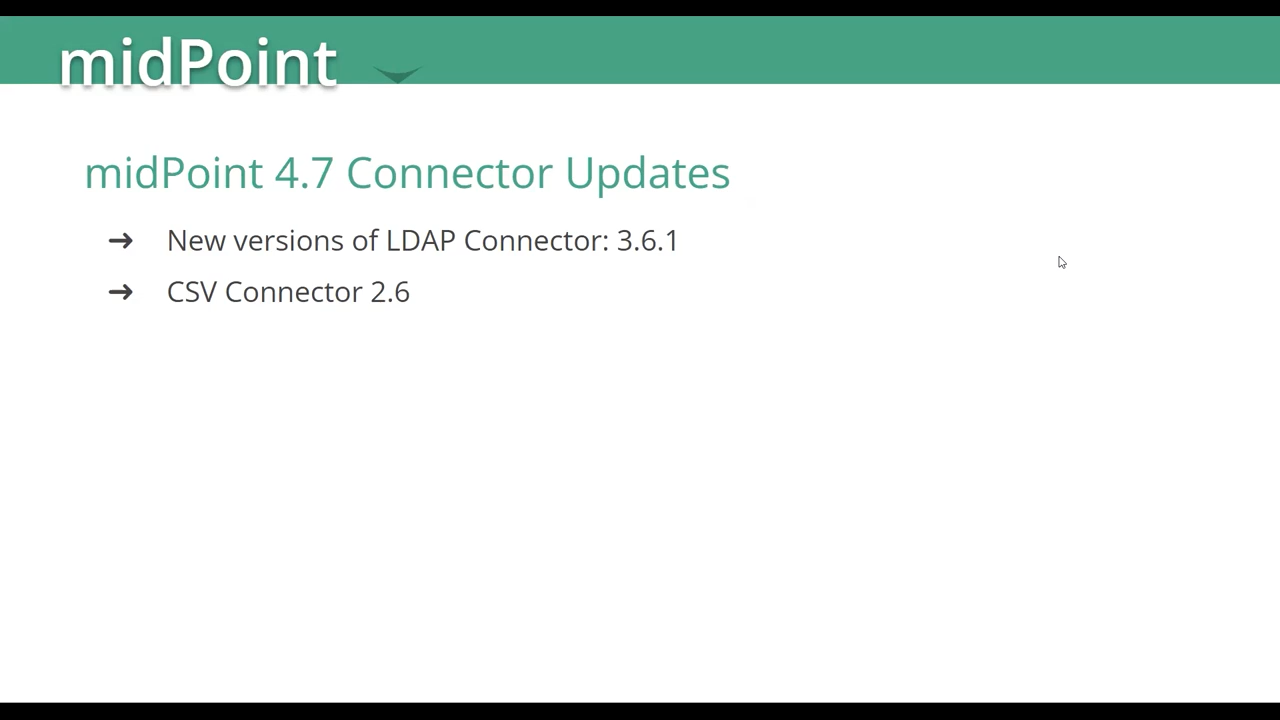 midPoint
midPoint 4.7 Connector Updates
➔ New versions of LDAP Connector: 3.6.1
➔ CSV Connector 2.6